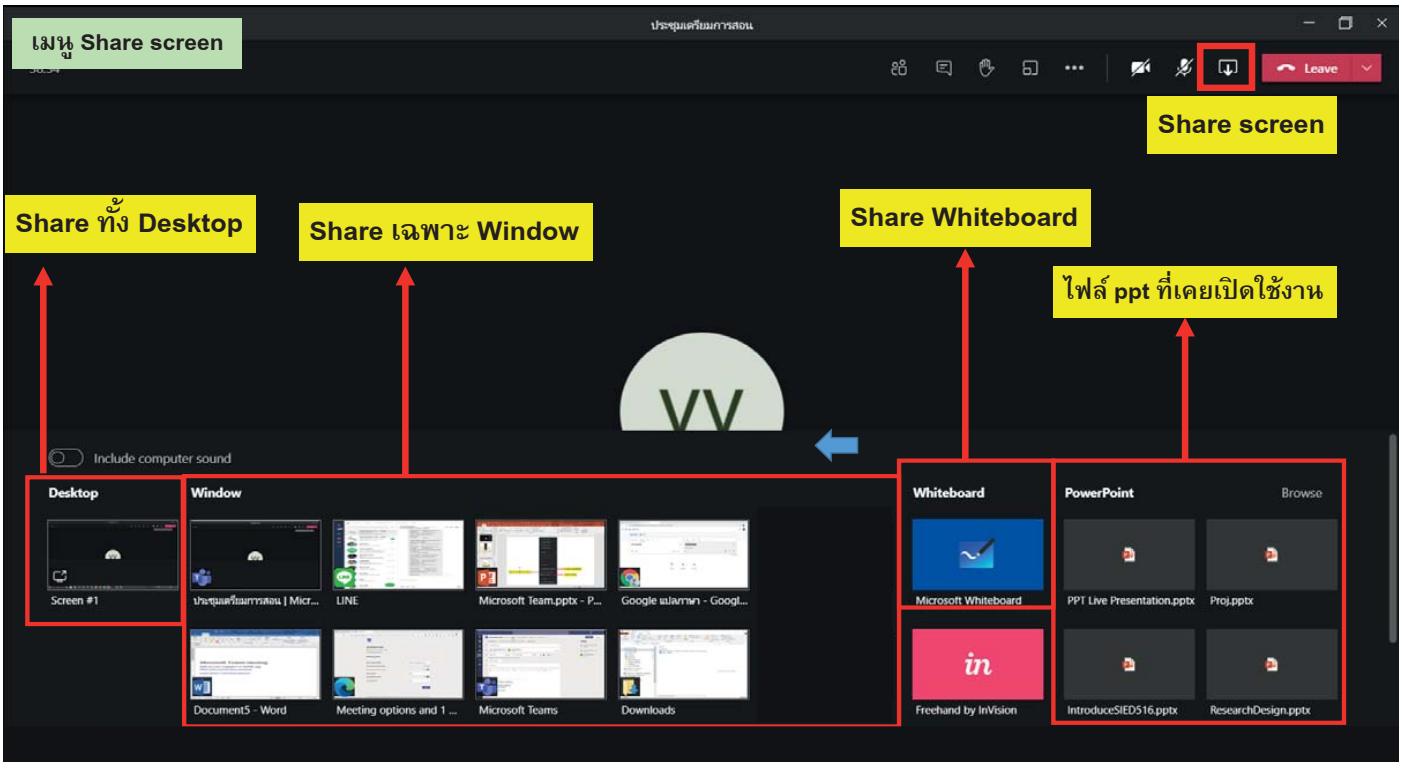 ประชุมเตรียมการสอน
เมนู Share screen
Leave
Share screen
Share ทั้ง Desktop
Share เฉพาะ Window
Share Whiteboard
ไฟล์ ppt ที่เคยเปิดใช้งาน
VV
Include computer sound
Desktop
Window
Whiteboard
PowerPoint
Browse
Screen #1
ประชุมเตรียมการสอน | Micr...
LINE
Microsoft Team.pptx - P...
Google แปลภาษา - Googl...
Microsoft Whiteboard
PPT Live Presentation.pptx
Proj.pptx
in
Document5 - Word
Meeting options and 1 ...
Microsoft Teams
Downloads
Freehand by InVision
IntroduceSIED516.pptx
ResearchDesign.pptx